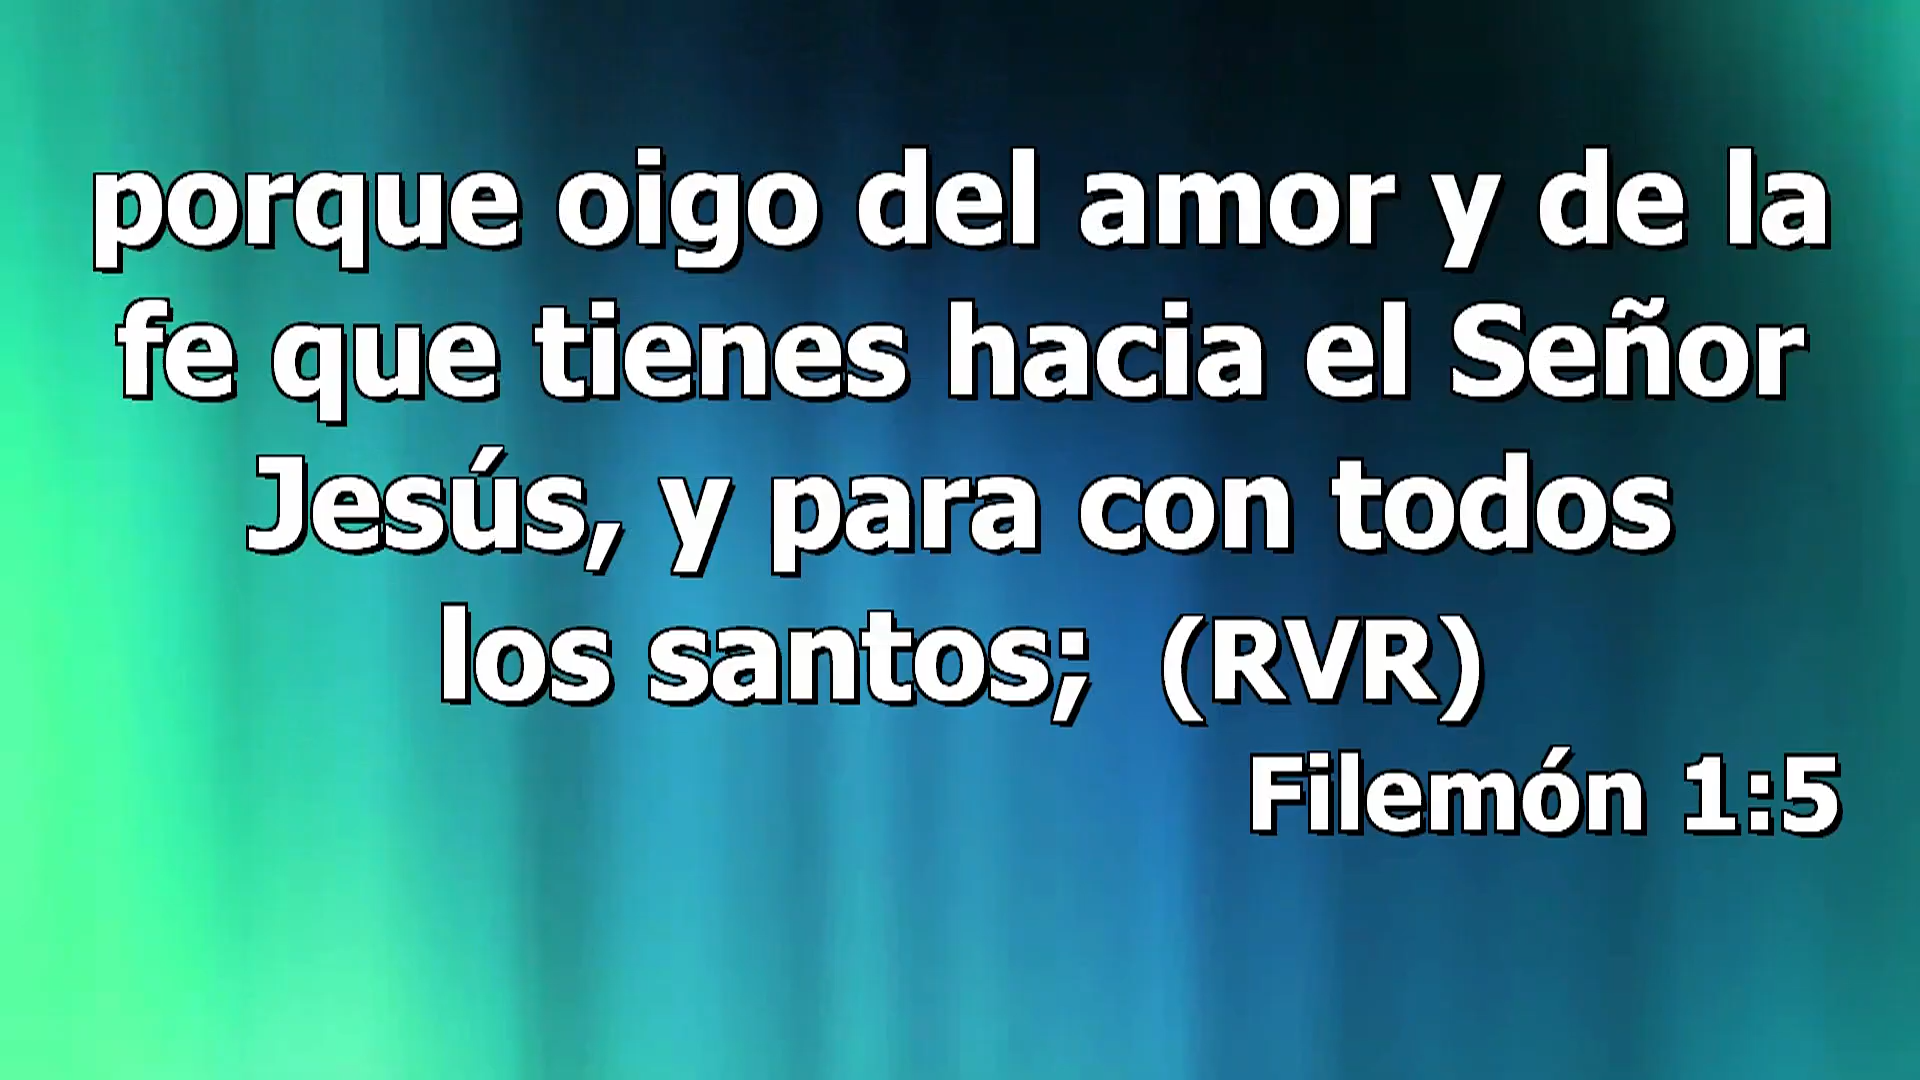 porque oigo del amor y de la
fe que tienes hacia el Señor
Jesús, y para con todos
los santos;  (RVR)
Filemón 1:5